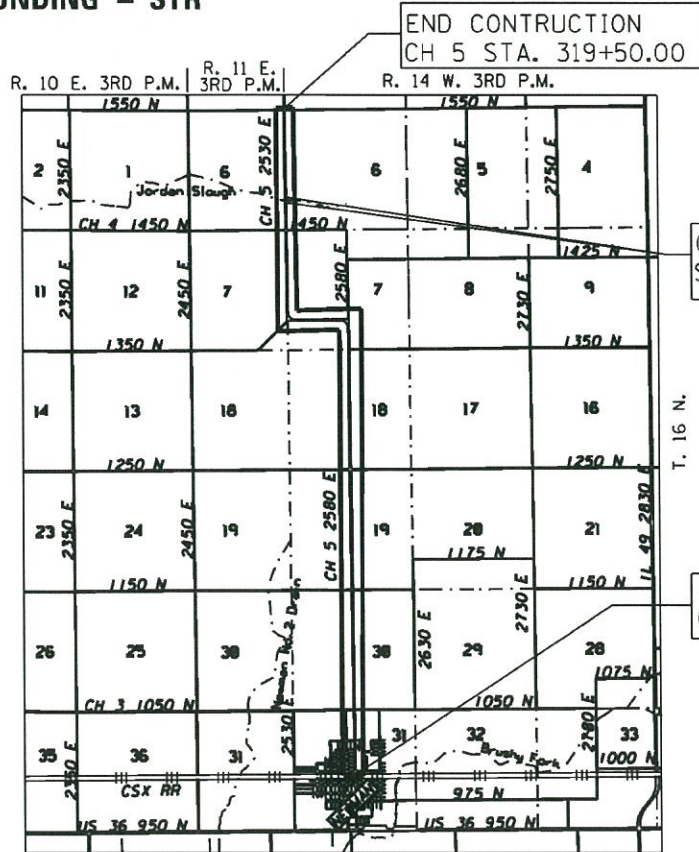 END CONTRUCTION
CH 5 STA. 319+50.00
R. 10 E. 3RD P.M.
R. 11 E.
3RD P.M.
R. 14 W. 3RD P.M.
1550 N
1550 N
2
2350 E
1
6
CH 5 2530 E
6
2680 E
5
2750 E
4
Jordan Slough
CH 4 1450 N
1450 N
1425 N
11
2350 E
12
2450 E
7
2580 E
7
8
2730 E
9
1350 N
1350 N
14
13
18
18
17
16
T. 16 N.
1250 N
1250 N
23
2350 E
24
2450 E
19
CH 5 2580 E
19
20
21
IL 49 2830 E
1175 N
1150 N
1150 N
26
25
30
No. 2 Drain
30
2630 E
29
2730 E
28
1075 N
CH 3 1050 N
1050 N
35
2350 E
36
31
2530 E
31
32
2780 E
33
Brushy Fork
1000 N
CSX RR
975 N
US 36 950 N
US 36 950 N